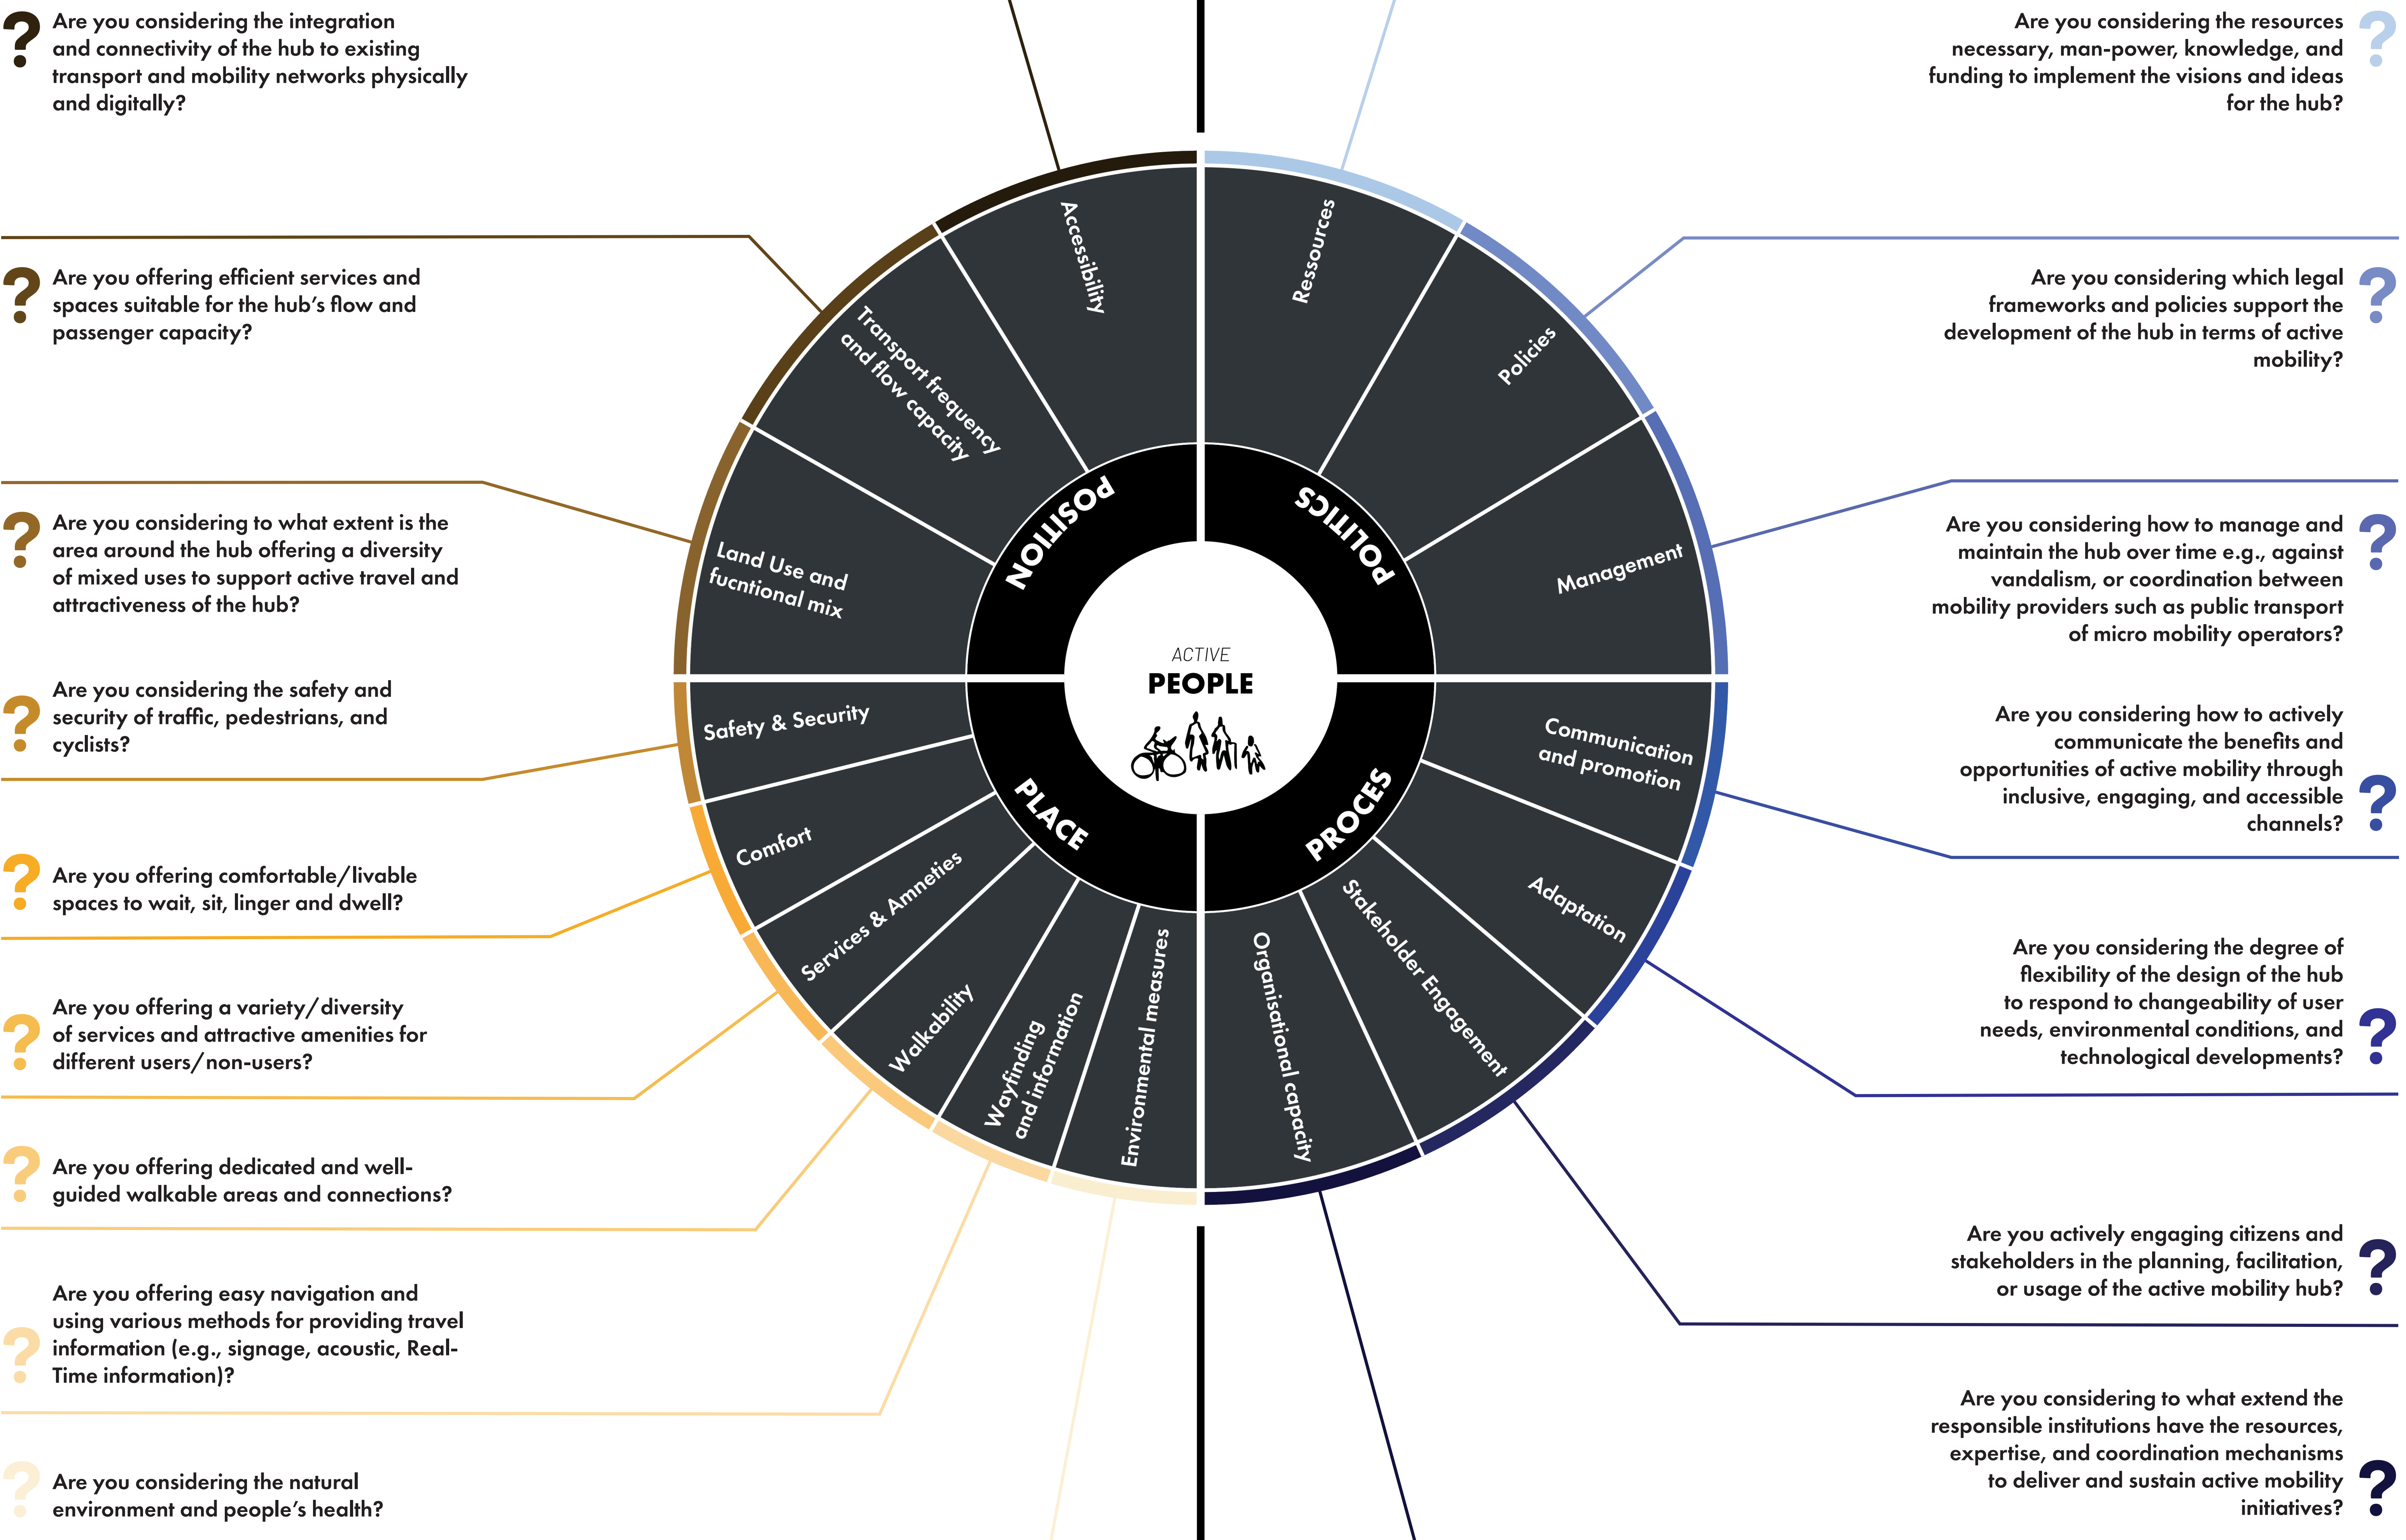 ?
Are you considering the integration
and connectivity of the hub to existing
transport and mobility networks physically
and digitally?
?
Are you offering efficient services and
spaces suitable for the hub's flow and
passenger capacity?
?
Are you considering to what extent is the
area around the hub offering a diversity
of mixed uses to support active travel and
attractiveness of the hub?
?
Are you considering the safety and
security of traffic, pedestrians, and
cyclists?
?
Are you offering comfortable/livable
spaces to wait, sit, linger and dwell?
?
Are you offering a variety/diversity
of services and attractive amenities for
different users/non-users?
?
Are you offering dedicated and well-
guided walkable areas and connections?
?
Are you offering easy navigation and
using various methods for providing travel
information (e.g., signage, acoustic, Real-
Time information)?
?
Are you considering the natural
environment and people's health?
Accessibility
Transport frequency
and flow capacity
Land Use and
fucntional mix
POSITION
Ressources
Policies
Management
POLITICS
ACTIVE
PEOPLE
Safety & Security
Comfort
Services & Amneties
Walkability
Wayfinding
and information
Environmental measures
PLACE
Communication
and promotion
Adaptation
Stakeholder Engagement
Organisational capacity
PROCES
Are you considering the resources
necessary, man-power, knowledge, and
funding to implement the visions and ideas
for the hub?
?
Are you considering which legal
frameworks and policies support the
development of the hub in terms of active
mobility?
?
Are you considering how to manage and
maintain the hub over time e.g., against
vandalism, or coordination between
mobility providers such as public transport
of micro mobility operators?
?
Are you considering how to actively
communicate the benefits and
opportunities of active mobility through
inclusive, engaging, and accessible
channels?
?
Are you considering the degree of
flexibility of the design of the hub
to respond to changeability of user
needs, environmental conditions, and
technological developments?
?
Are you actively engaging citizens and
stakeholders in the planning, facilitation,
or usage of the active mobility hub?
?
Are you considering to what extend the
responsible institutions have the resources,
expertise, and coordination mechanisms
to deliver and sustain active mobility
initiatives?
?